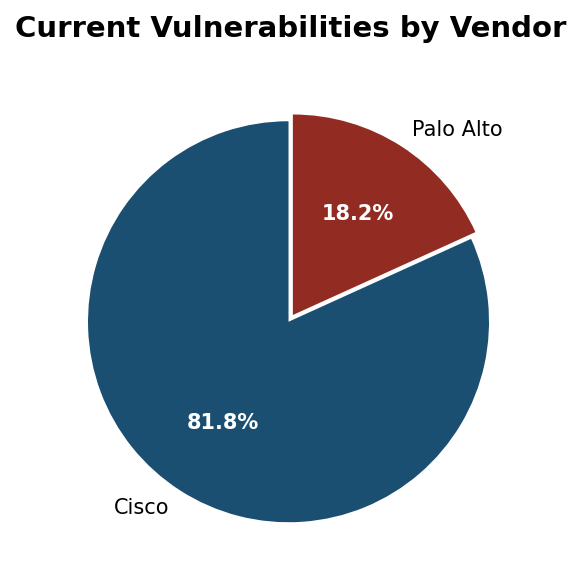 Current Vulnerabilities by Vendor
Palo Alto
18.2%
81.8%
Cisco